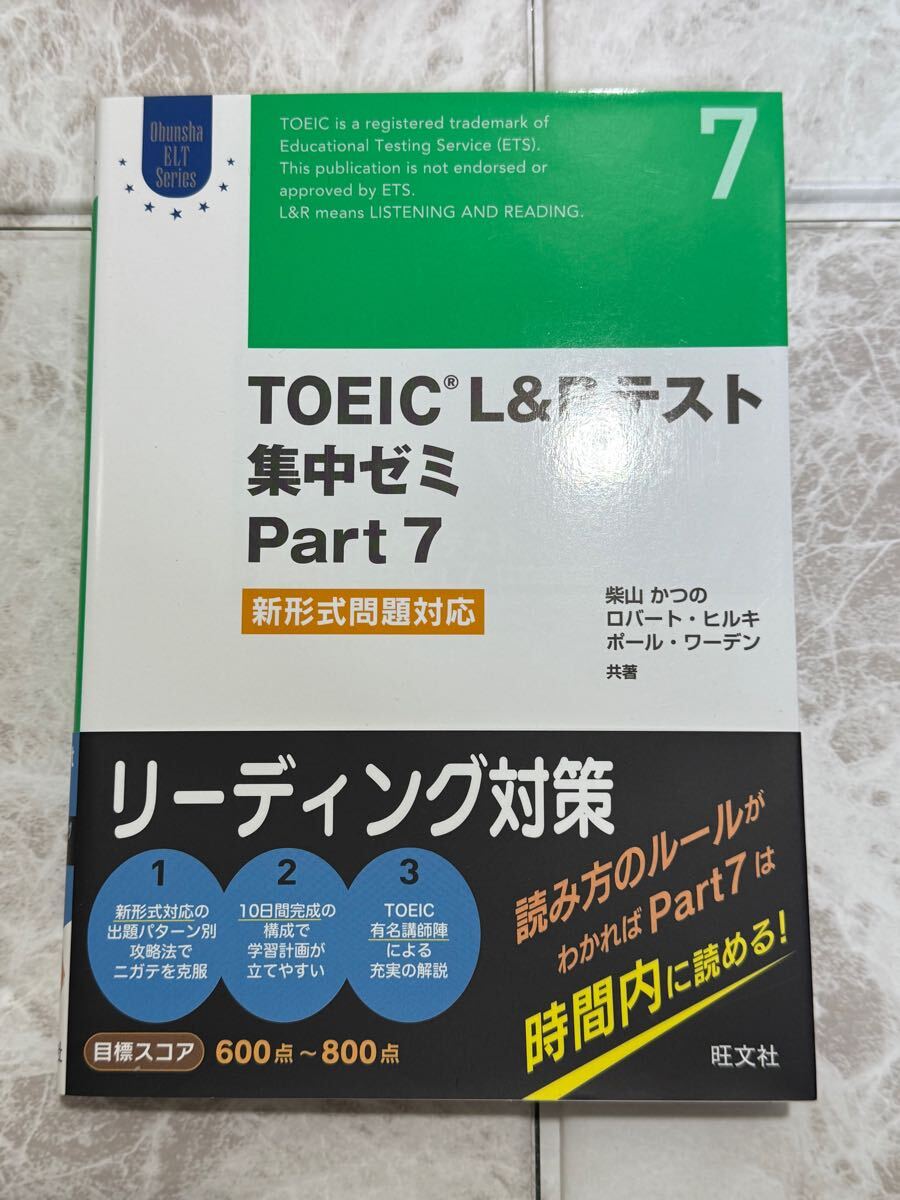 Obunsha
ELT
Series
TOEIC is a registered trademark of
Educational Testing Service (ETS).
This publication is not endorsed or
approved by ETS.
L&R means LISTENING AND READING.
7
TOEIC® L&R テスト
集中ゼミ
Part 7
新形式問題対応
柴山 かつの
ロバート・ヒルキ
ポール・ワーデン
共著
リーディング対策
1
新形式対応の
出題パターン別
攻略法で
ニガテを克服
2
10日間完成の
構成で
学習計画が
立てやすい
3
TOEIC
有名講師陣
による
充実の解説
読み方のルールが
わかればPart7は
時間内に読める!
目標スコア 600点~800点
旺文社